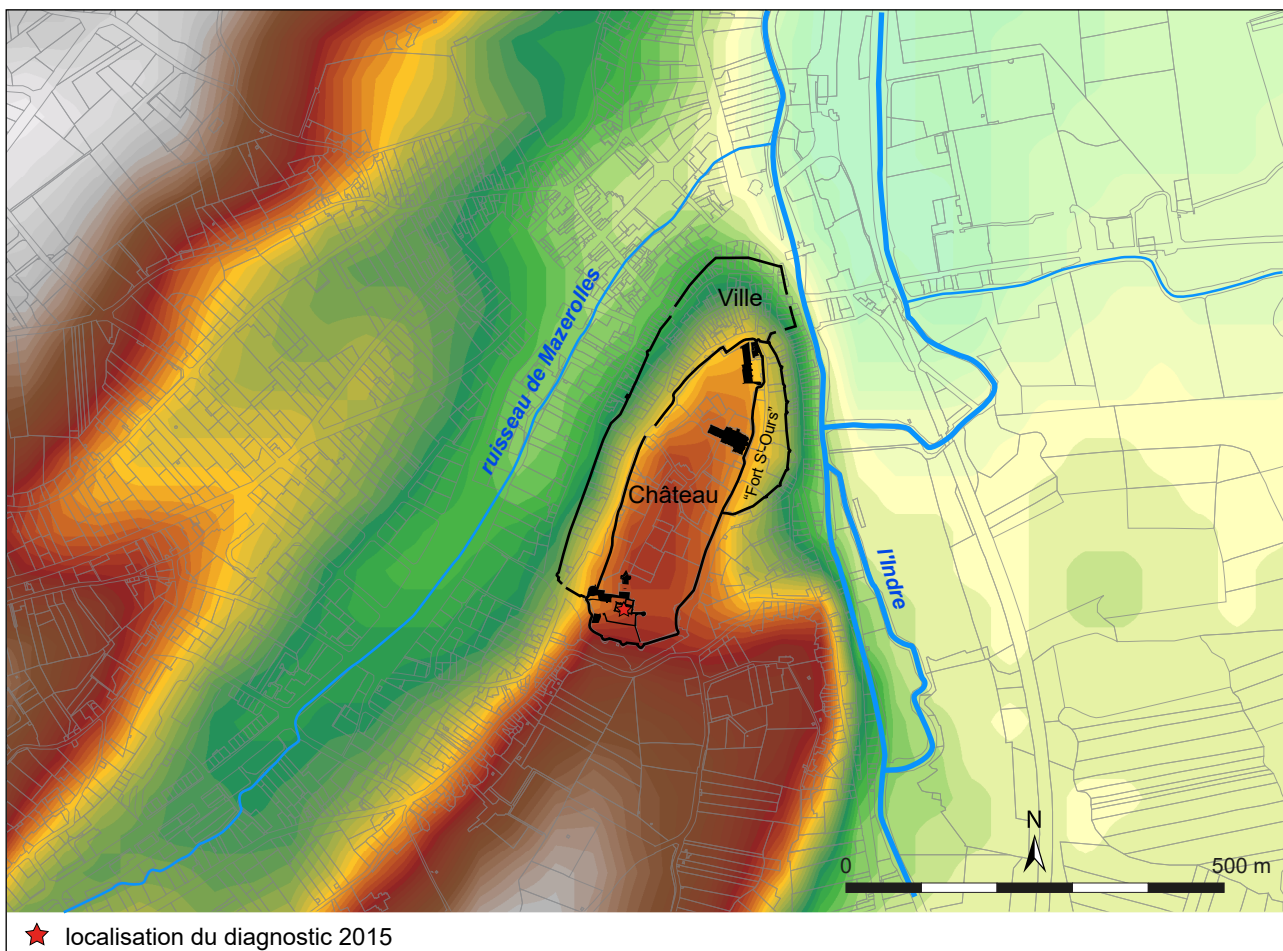 Ville
ruisseau de Mazerolles
"Fort St-Ours"
Château
l'Indre
N
0 500 m
localisation du diagnostic 2015